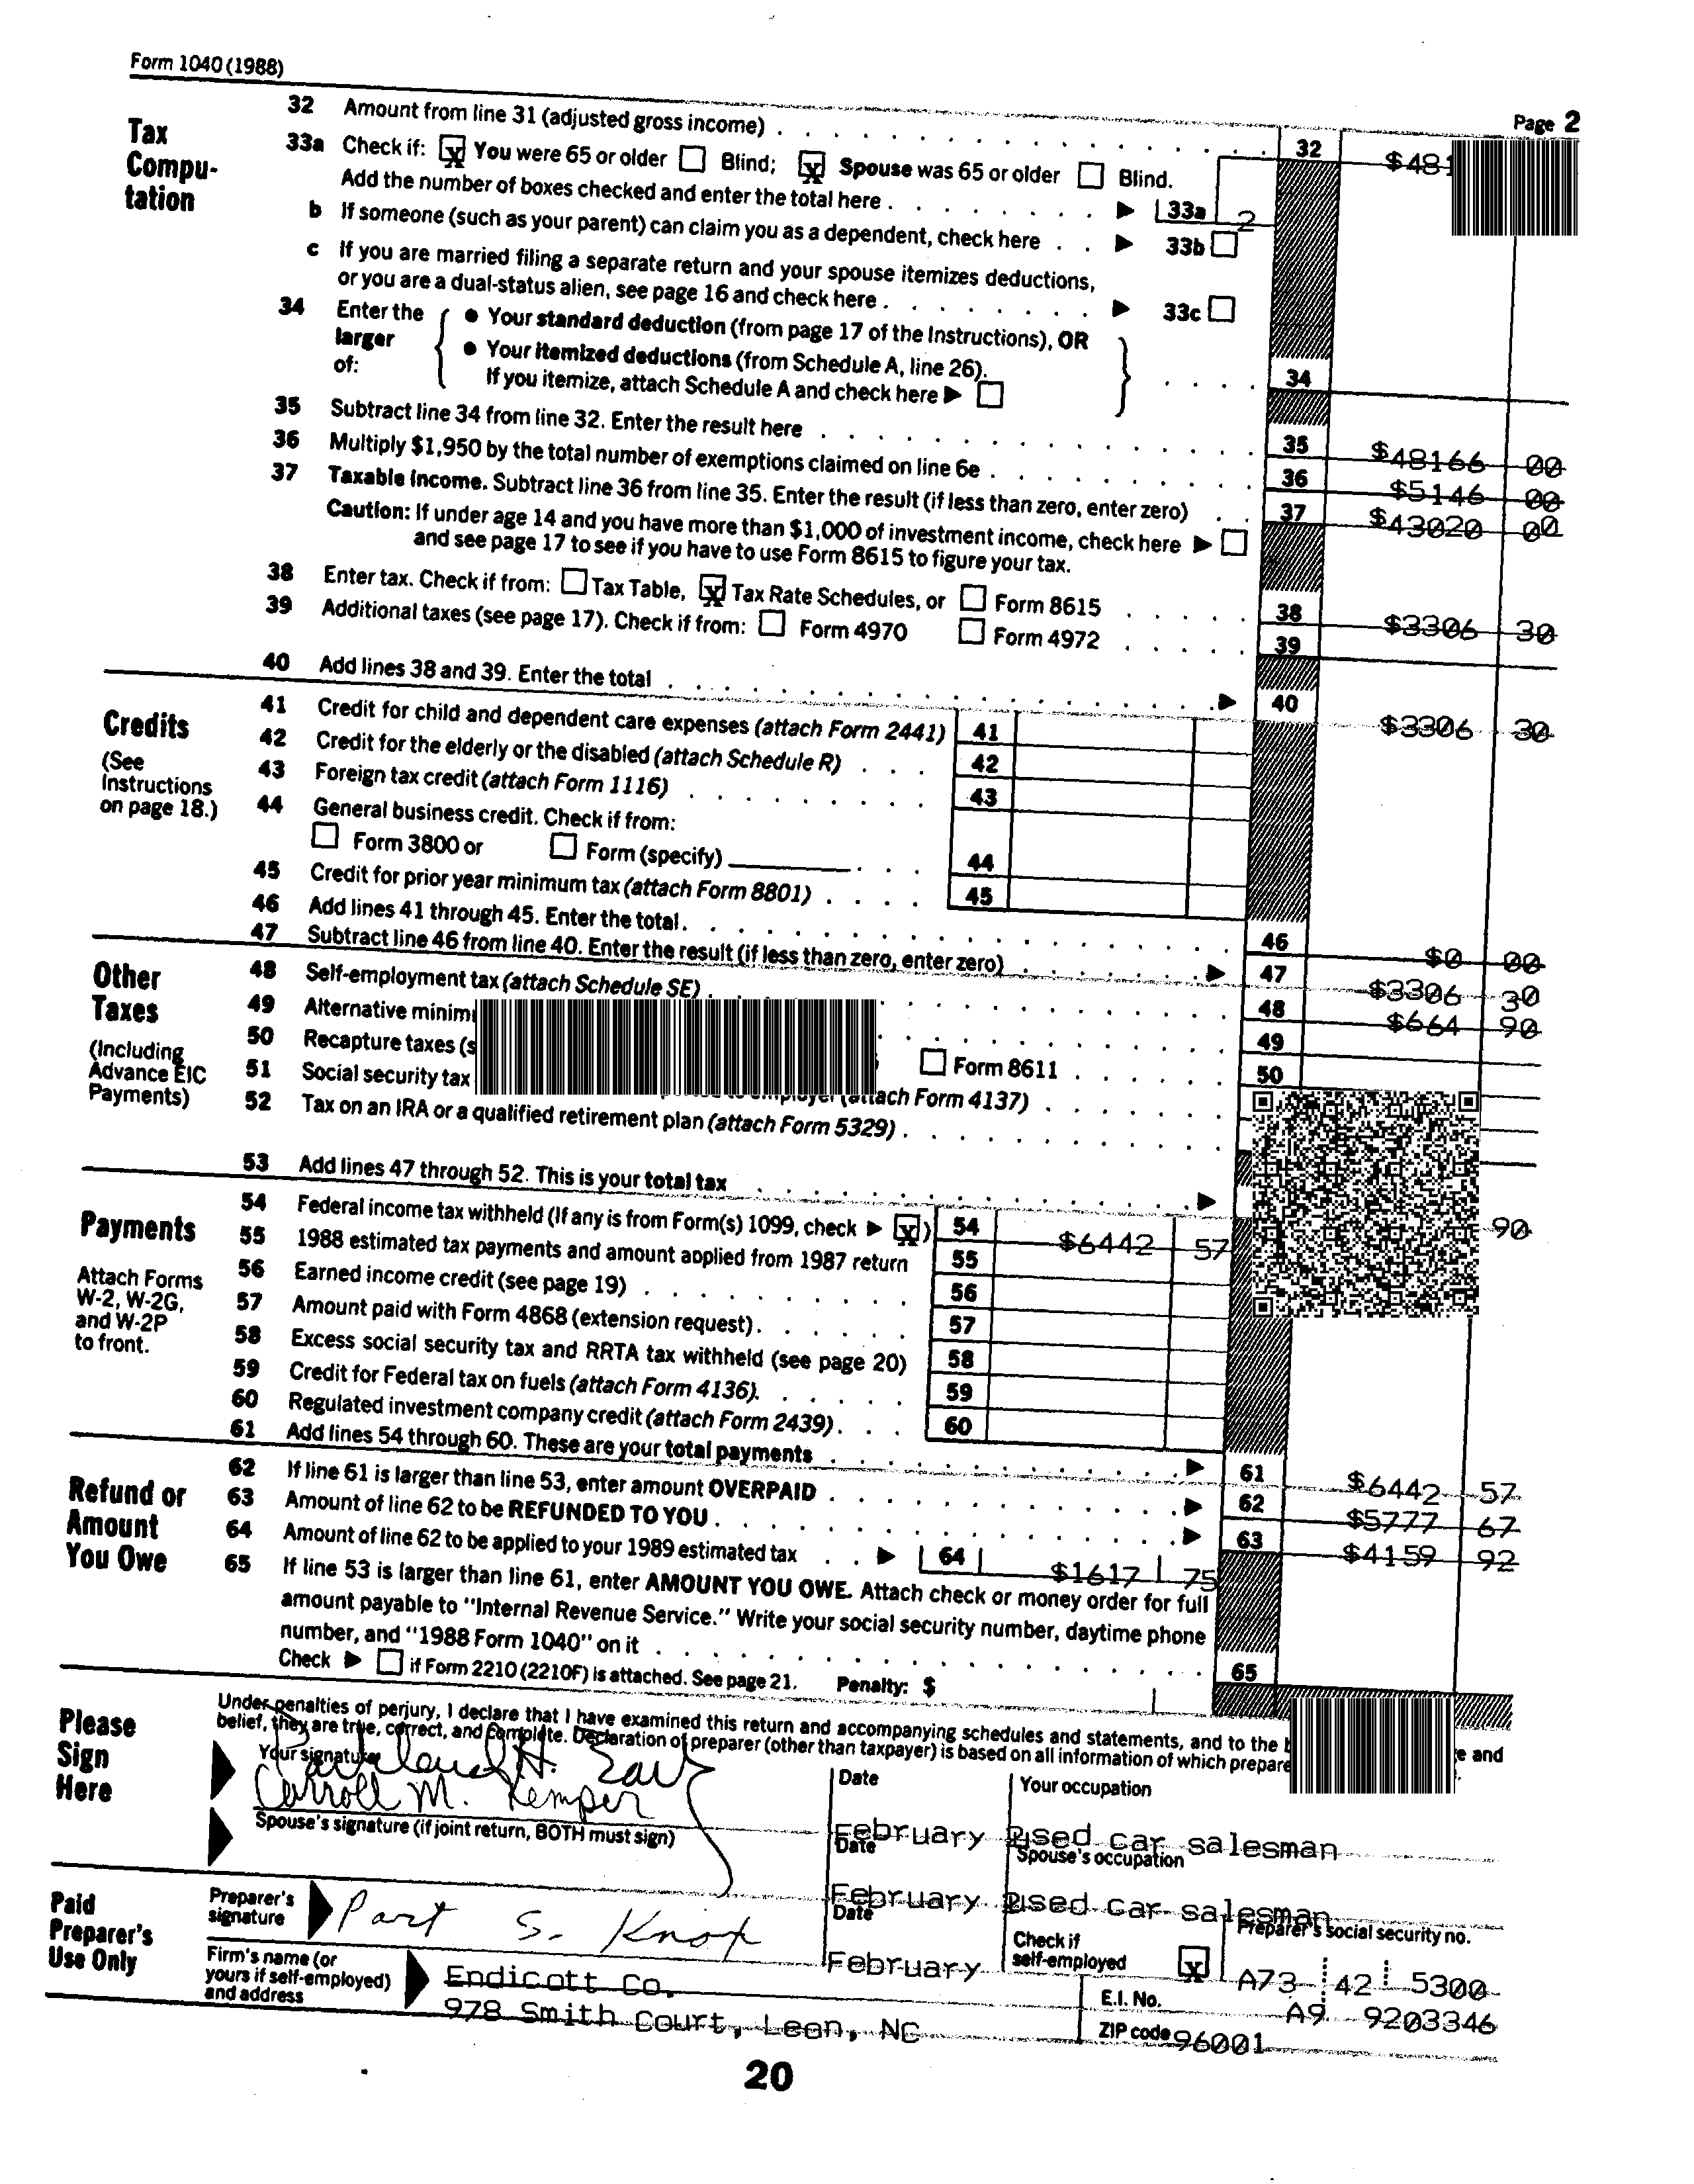 Form 1040 (1988)
Page 2
Tax Compu-tation
32 Amount from line 31 (adjusted gross income) 32 $481
33a Check if: X You were 65 or older Blind; X Spouse was 65 or older Blind.
Add the number of boxes checked and enter the total here 33a 2
b If someone (such as your parent) can claim you as a dependent, check here 33b
c If you are married filing a separate return and your spouse itemizes deductions,
or you are a dual-status alien, see page 16 and check here 33c
34 Enter the larger of:
• Your standard deduction (from page 17 of the Instructions), OR
• Your itemized deductions (from Schedule A, line 26).
If you itemize, attach Schedule A and check here 34
35 Subtract line 34 from line 32. Enter the result here 35 $48166 00
36 Multiply $1,950 by the total number of exemptions claimed on line 6e 36 $5146 00
37 Taxable income. Subtract line 36 from line 35. Enter the result (if less than zero, enter zero) 37 $43020 00
Caution: If under age 14 and you have more than $1,000 of investment income, check here
and see page 17 to see if you have to use Form 8615 to figure your tax.
38 Enter tax. Check if from: Tax Table, X Tax Rate Schedules, or Form 8615 38 $3306 30
39 Additional taxes (see page 17). Check if from: Form 4970 Form 4972 39
40 Add lines 38 and 39. Enter the total 40 $3306 30
Credits
(See Instructions on page 18.)
41 Credit for child and dependent care expenses (attach Form 2441) 41
42 Credit for the elderly or the disabled (attach Schedule R) 42
43 Foreign tax credit (attach Form 1116) 43
44 General business credit. Check if from:
Form 3800 or Form (specify) 44
45 Credit for prior year minimum tax (attach Form 8801) 45
46 Add lines 41 through 45. Enter the total 46 $0 00
47 Subtract line 46 from line 40. Enter the result (if less than zero, enter zero) 47 $3306 30
Other Taxes
(Including Advance EIC Payments)
48 Self-employment tax (attach Schedule SE) 48 $664 90
49 Alternative minim 49
50 Recapture taxes (s Form 8611 50
51 Social security tax (attach Form 4137)
52 Tax on an IRA or a qualified retirement plan (attach Form 5329)
53 Add lines 47 through 52. This is your total tax 90
Payments
Attach Forms W-2, W-2G, and W-2P to front.
54 Federal income tax withheld (If any is from Form(s) 1099, check X) 54 $6442 57
55 1988 estimated tax payments and amount applied from 1987 return 55
56 Earned income credit (see page 19) 56
57 Amount paid with Form 4868 (extension request) 57
58 Excess social security tax and RRTA tax withheld (see page 20) 58
59 Credit for Federal tax on fuels (attach Form 4136) 59
60 Regulated investment company credit (attach Form 2439) 60
61 Add lines 54 through 60. These are your total payments 61 $6442 57
Refund or Amount You Owe
62 If line 61 is larger than line 53, enter amount OVERPAID 62 $5777 67
63 Amount of line 62 to be REFUNDED TO YOU 63 $4159 92
64 Amount of line 62 to be applied to your 1989 estimated tax 64 $1617 75
65 If line 53 is larger than line 61, enter AMOUNT YOU OWE. Attach check or money order for full
amount payable to "Internal Revenue Service." Write your social security number, daytime phone
number, and "1988 Form 1040" on it 65
Check if Form 2210 (2210F) is attached. See page 21. Penalty: $
Please Sign Here
Under penalties of perjury, I declare that I have examined this return and accompanying schedules and statements, and to the
belief, they are true, correct, and complete. Declaration of preparer (other than taxpayer) is based on all information of which prepare
e and
Your signature Date Your occupation
Carroll M. Kemper
February used car salesman
Spouse's signature (if joint return, BOTH must sign) Date Spouse's occupation
February used car salesman
Paid Preparer's Use Only
Preparer's signature Part S. Knox Date February Check if self-employed X Preparer's social security no. A73 42 5300
Firm's name (or yours if self-employed) and address
Endicott Co. E.I. No. A9 9203346
978 Smith Court, Leon, NC ZIP code 96001
20